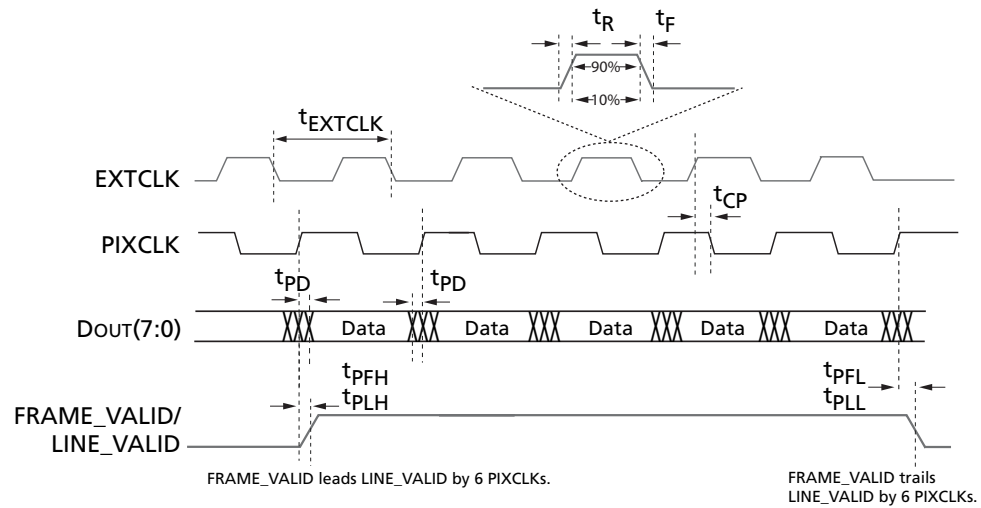 tR
tF
90%
10%
tEXTCLK
EXTCLK
tCP
PIXCLK
tPD
tPD
DOUT(7:0)
Data
Data
Data
Data
Data
tPFH
tPLH
tPFL
tPLL
FRAME_VALID/
LINE_VALID
FRAME_VALID leads LINE_VALID by 6 PIXCLKs.
FRAME_VALID trails
LINE_VALID by 6 PIXCLKs.